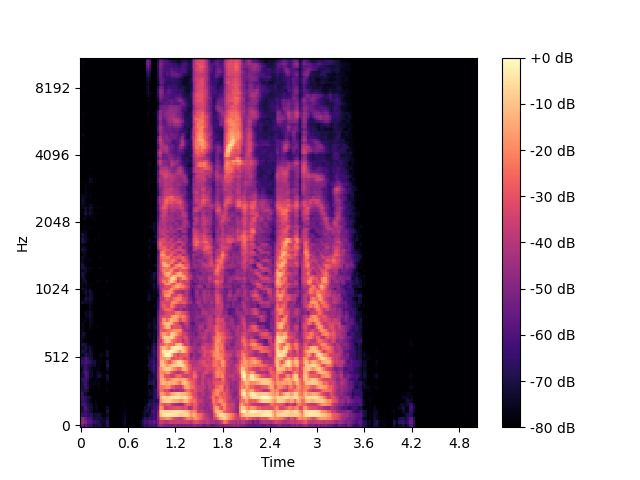 +0 dB
8192
-10 dB
4096
-20 dB
-30 dB
2048
Hz
-40 dB
1024
-50 dB
512
-60 dB
-70 dB
0
-80 dB
0 0.6 1.2 1.8 2.4 3 3.6 4.2 4.8
Time